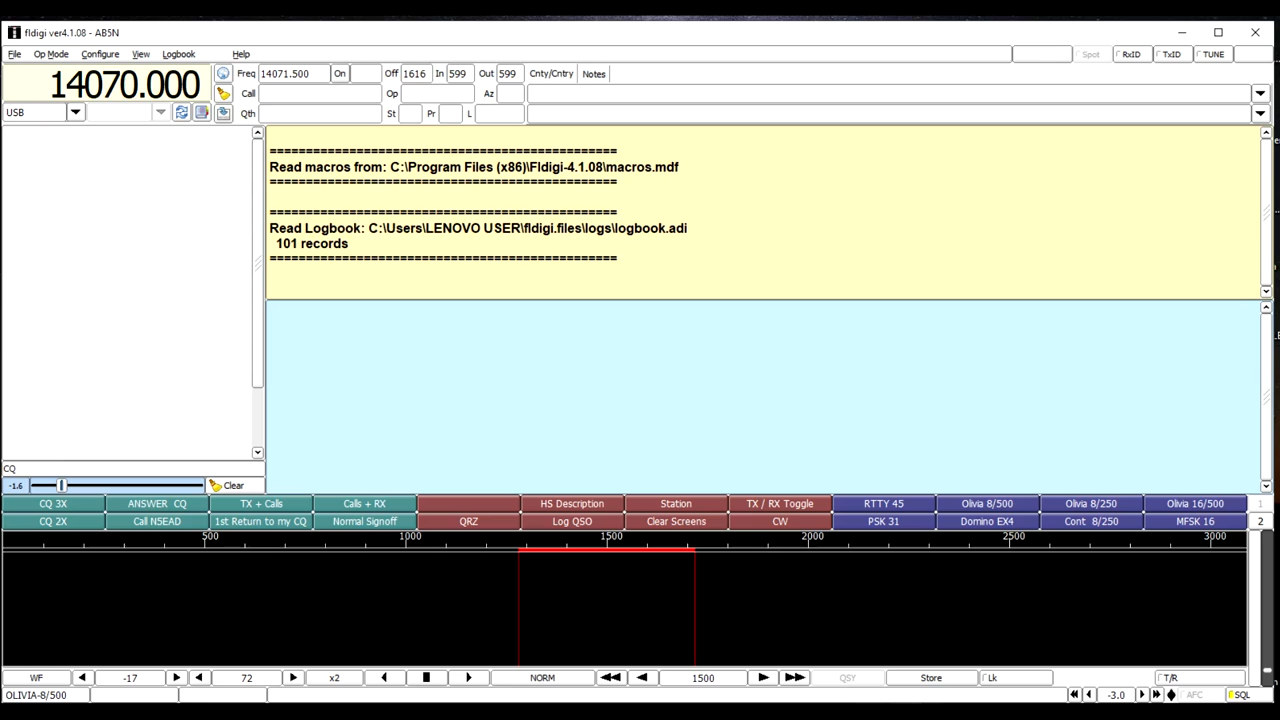 fldigi ver4.1.08 - AB5N
File Op Mode Configure View Logbook Help Spot RxID TxID TUNE
14070.000 Freq 14071.500 On Off 1616 In 599 Out 599 Cnty/Cntry Notes
Call Op Az
USB Qth St Pr L
================================================
Read macros from: C:\Program Files (x86)\Fldigi-4.1.08\macros.mdf
================================================
================================================
Read Logbook: C:\Users\LENOVO USER\fldigi.files\logs\logbook.adi
101 records
================================================
CQ
-1.6 Clear
CQ 3X ANSWER CQ TX + Calls Calls + RX HS Description Station TX / RX Toggle RTTY 45 Olivia 8/500 Olivia 8/250 Olivia 16/500 1
CQ 2X Call N5EAD 1st Return to my CQ Normal Signoff QRZ Log QSO Clear Screens CW PSK 31 Domino EX4 Cont 8/250 MFSK 16 2
500 1000 1500 2000 2500 3000
WF -17 72 x2 NORM 1500 QSY Store Lk T/R
OLIVIA-8/500 -3.0 AFC SQL